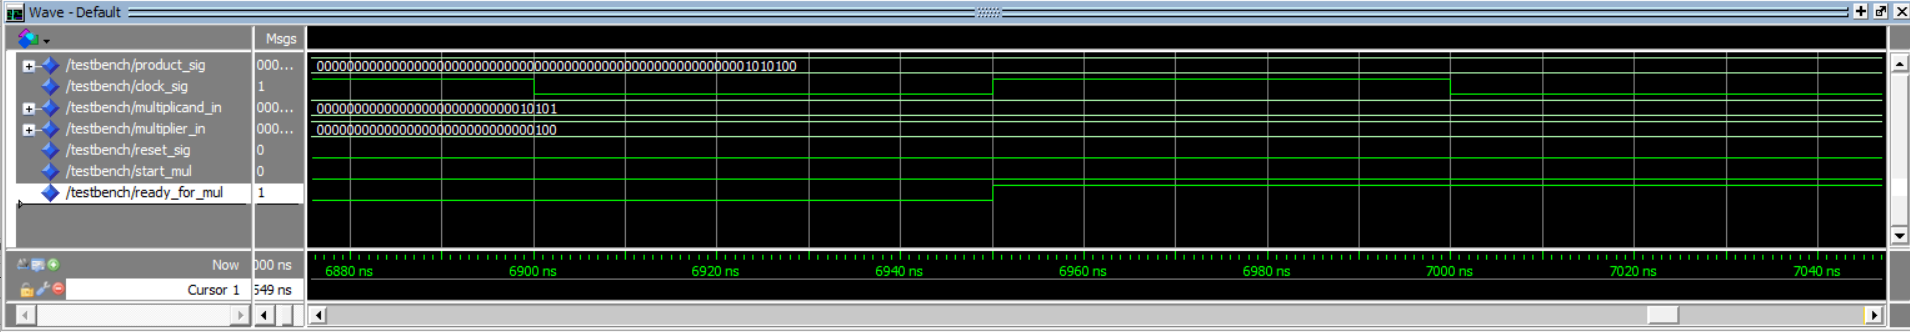 Wave - Default
Msgs
/testbench/product_sig 000... 0000000000000000000000000000000000000000000000000000000001010100
/testbench/clock_sig 1
/testbench/multiplicand_in 000... 00000000000000000000000000010101
/testbench/multiplier_in 000... 00000000000000000000000000000100
/testbench/reset_sig 0
/testbench/start_mul 0
/testbench/ready_for_mul 1
Now 000 ns 6880 ns 6900 ns 6920 ns 6940 ns 6960 ns 6980 ns 7000 ns 7020 ns 7040 ns
Cursor 1 549 ns